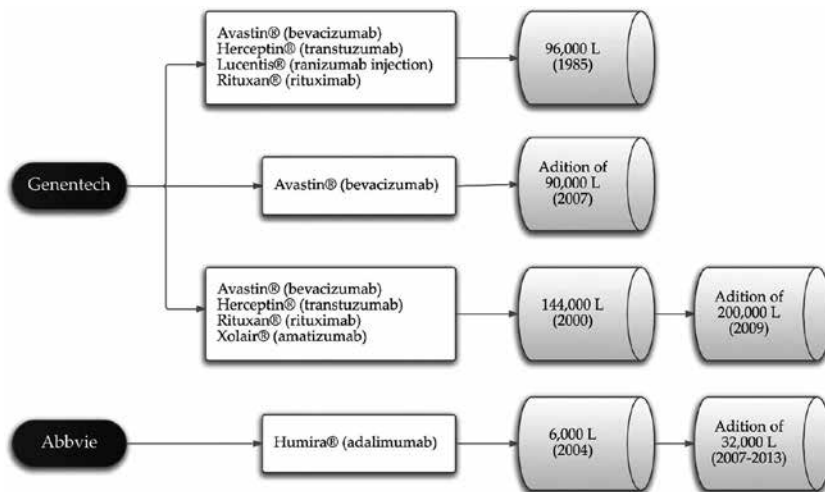 Avastin® (bevacizumab)
Herceptin® (transtuzumab)
Lucentis® (ranizumab injection)
Rituxan® (rituximab)
96,000 L
(1985)
Genentech
Avastin® (bevacizumab)
Adition of
90,000 L
(2007)
Avastin® (bevacizumab)
Herceptin® (transtuzumab)
Rituxan® (rituximab)
Xolair® (amatizumab)
144,000 L
(2000)
Adition of
200,000 L
(2009)
Abbvie
Humira® (adalimumab)
6,000 L
(2004)
Adition of
32,000 L
(2007-2013)